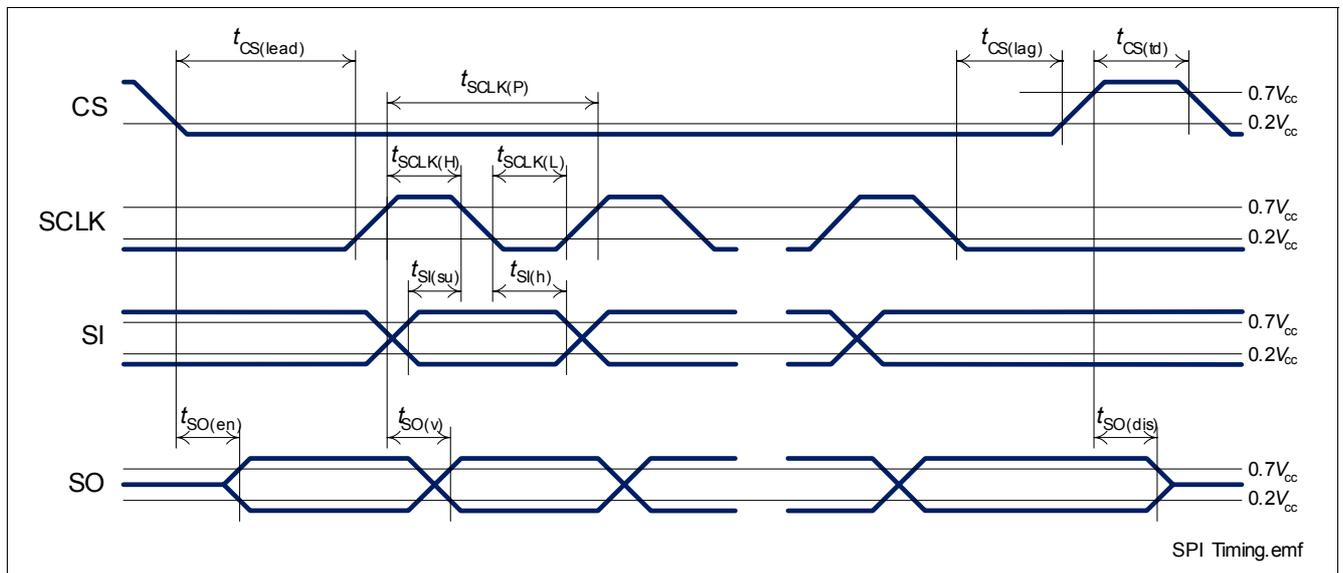 tCS(lead)
tCS(lag)
tCS(td)
tSCLK(P)
CS
0.7Vcc
0.2Vcc
tSCLK(H)
tSCLK(L)
SCLK
0.7Vcc
0.2Vcc
tSI(su)
tSI(h)
SI
0.7Vcc
0.2Vcc
tSO(en)
tSO(v)
tSO(dis)
SO
0.7Vcc
0.2Vcc
SPI Timing.emf